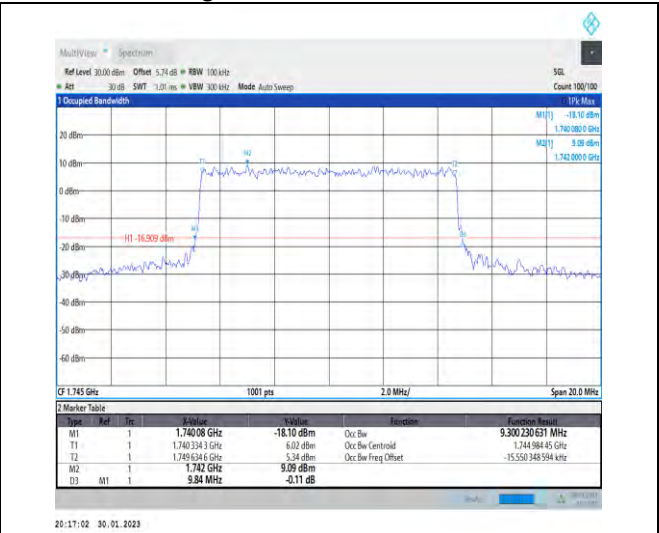 MultiView Spectrum
Ref Level 30.00 dBm Offset 5.74 dB RBW 100 kHz SGL
Att 30 dB SWT 1.01 ms VBW 300 kHz Mode Auto Sweep Count 100/100
1 Occupied Bandwidth 1Pk Max
M1[1] -18.10 dBm
1.740 080 0 GHz
M2[1] 9.09 dBm
1.742 000 0 GHz
20 dBm
10 dBm
T1 M2 T2
0 dBm
-10 dBm
M1 D3
H1 -16.909 dBm
-20 dBm
-30 dBm
-40 dBm
-50 dBm
-60 dBm
CF 1.745 GHz 1001 pts 2.0 MHz/ Span 20.0 MHz
2 Marker Table
Type Ref Trc X-Value Y-Value Function Function Result
M1 1 1.740 08 GHz -18.10 dBm Occ Bw 9.300 230 631 MHz
T1 1 1.740 334 3 GHz 6.02 dBm Occ Bw Centroid 1.744 984 45 GHz
T2 1 1.749 634 6 GHz 5.34 dBm Occ Bw Freq Offset -15.550 348 594 kHz
M2 1 1.742 GHz 9.09 dBm
D3 M1 1 9.84 MHz -0.11 dB
20:17:02 30.01.2023